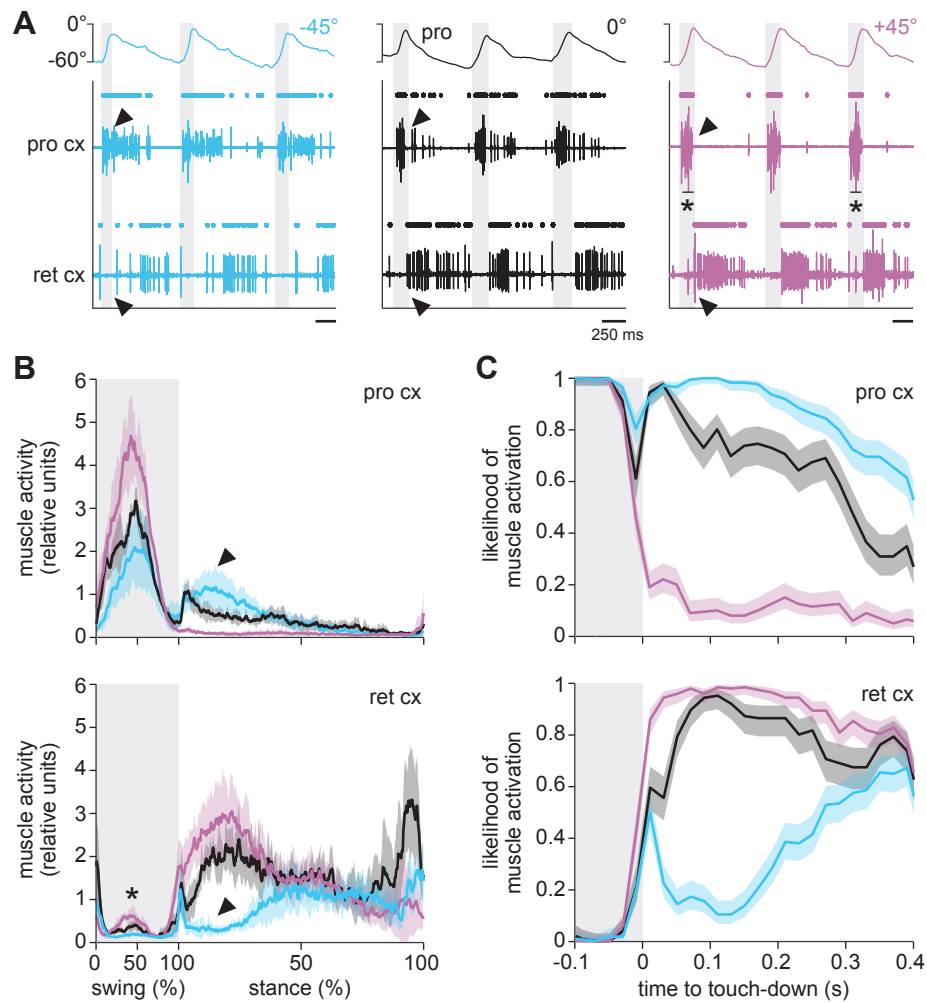 A
0°
-60°
-45°
pro
0°
+45°
pro cx
*
*
ret cx
250 ms
B
pro cx
muscle activity
(relative units)
6
5
4
3
2
1
0
ret cx
muscle activity
(relative units)
6
5
4
3
2
1
0
*
0
50
100
50
100
swing (%)
stance (%)
C
pro cx
likelihood of
muscle activation
1
0.8
0.6
0.4
0.2
0
ret cx
likelihood of
muscle activation
1
0.8
0.6
0.4
0.2
0
-0.1
0
0.1
0.2
0.3
0.4
time to touch-down (s)